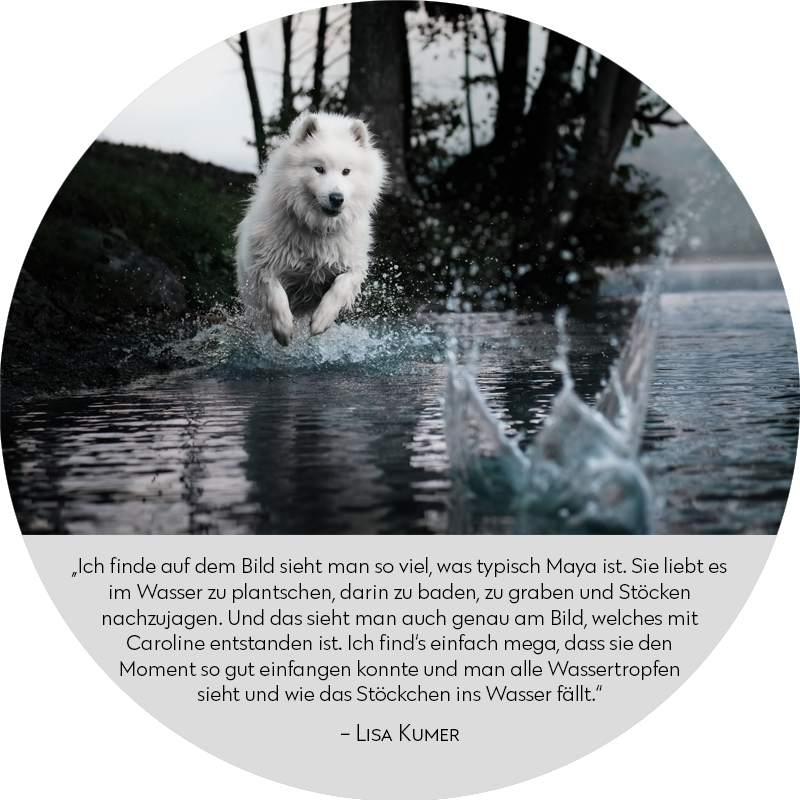 „Ich finde auf dem Bild sieht man so viel, was typisch Maya ist. Sie liebt es
im Wasser zu plantschen, darin zu baden, zu graben und Stöcken
nachzujagen. Und das sieht man auch genau am Bild, welches mit
Caroline entstanden ist. Ich find's einfach mega, dass sie den
Moment so gut einfangen konnte und man alle Wassertropfen
sieht und wie das Stöckchen ins Wasser fällt.“
– Lisa Kumer